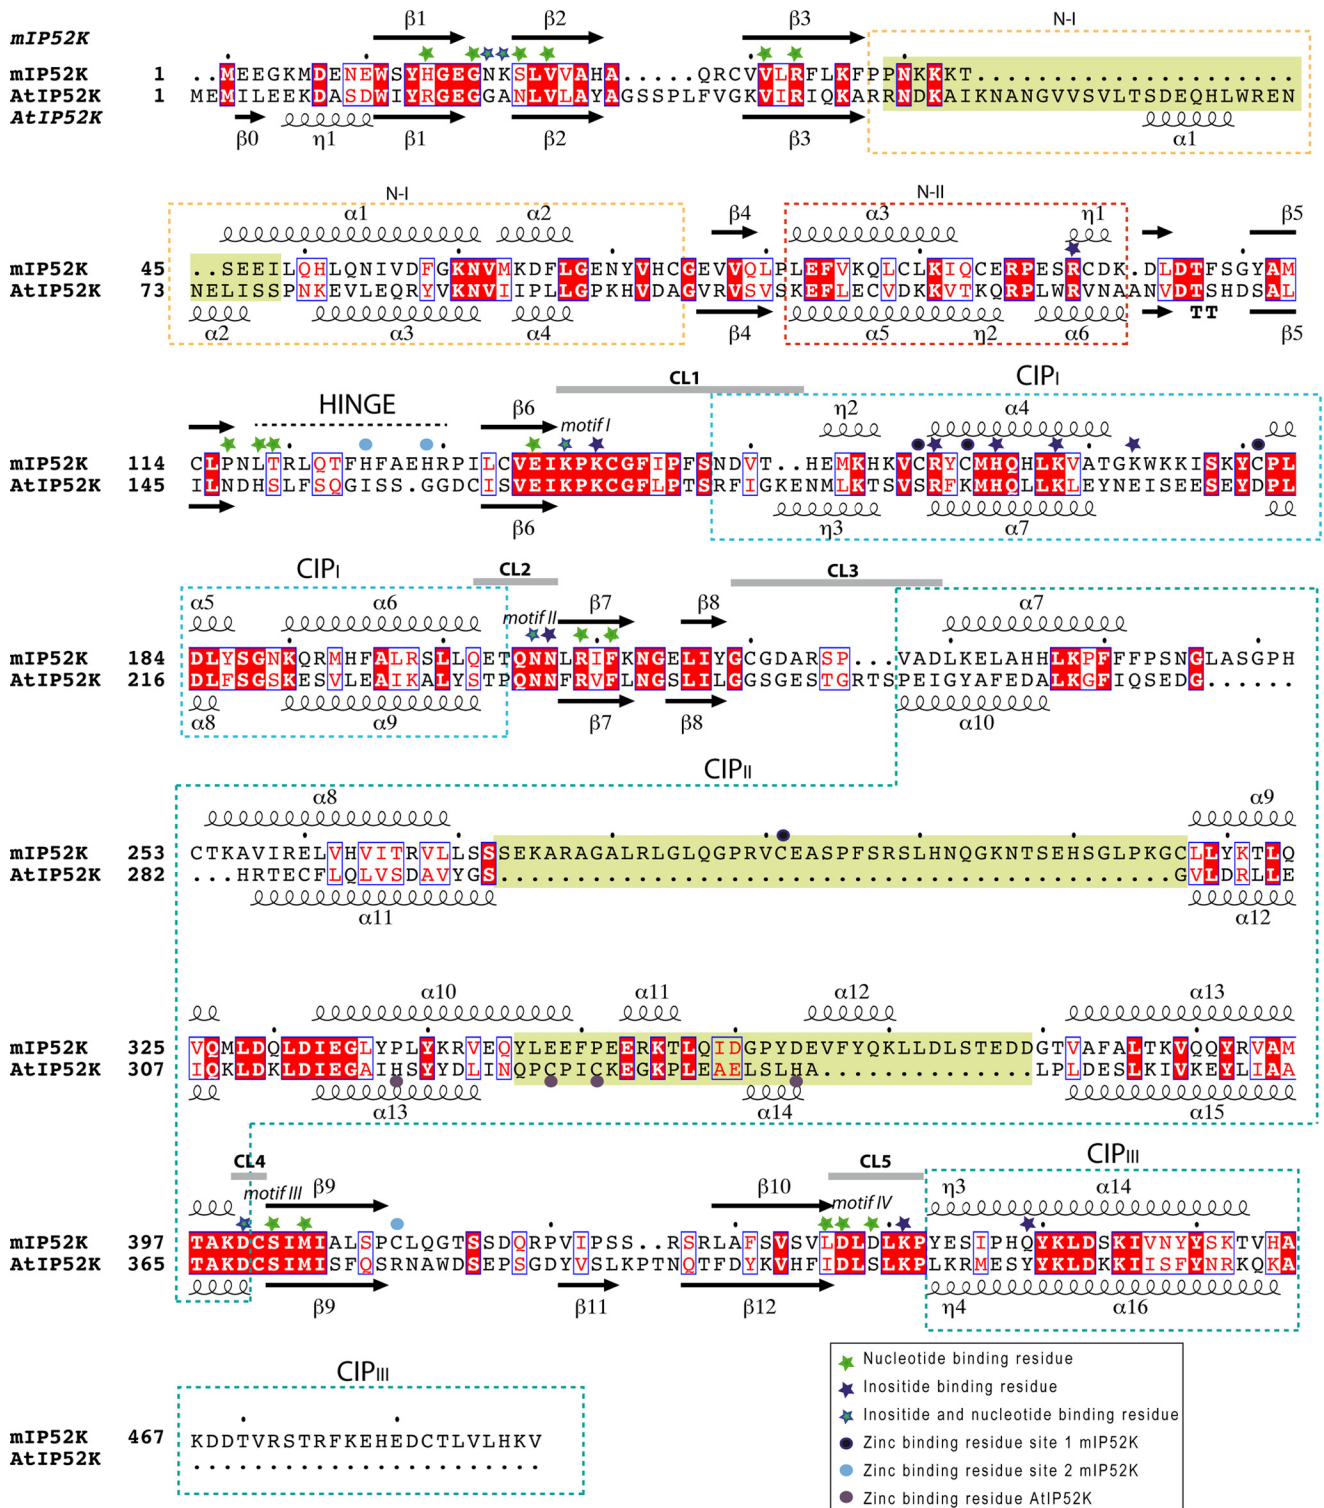 β1 β2 β3 N-I
mIP52K
mIP52K 1 ..MEEGKMDENEWSYHGEGNKSLVVAHA.....QRCVVLRFLKFPPNKKKT.....................
AtIP52K 1 MEMILEEKDASDWIYRGEGGANLVLAYAGSSPLFVGKVIRIQKARRNDKAIKNANGVVSVLTSDEQHLWREN
AtIP52K
β0 η1 β1 β2 β3 α1
N-I N-II
α1 α2 β4 α3 η1 β5
mIP52K 45 ..SEEILQHLQNIVDFGKNVMKDFLGENYVHCGEVVQLPLEFVKQLCLKIQCERPESRCDK.DLDTFSGYAM
AtIP52K 73 NELISSPNKEVLEQRYVKNVIIPLLGPKHVDAGVRVSVSKEFLECVDKKVTKQRPLWRVNAANVDTSHDSAL
α2 α3 α4 β4 α5 η2 α6 TT β5
CL1 CIPI
HINGE β6 motif I η2 α4
mIP52K 114 CLPNLTRLQTFHFAEHRPILCVEIKPKCGFIPFSNDVT..HEMKHKVCRYCMHQHLKVATGKWKKISKYCPL
AtIP52K 145 ILNDHSLFSQGISS.GGDCISVEIKPKCGFLPTSRFIGKENMLKTSVSRFKMHQLLKLEYNEISEESEYDPL
β6 η3 α7
CIPI CL2 CL3
α5 α6 motif II β7 β8 α7
mIP52K 184 DLYSGNKQRMHFALRSLLQETQNNLRIFKNGELIYGCGDARSP...VADLKELAHHLKPFFFPSNGLASGPH
AtIP52K 216 DLFSGSKESVLEAIKALYSTPQNNFRVFLNGSLILGGSGESTGRTSPEIGYAFEDALKGFIQSEDG......
α8 α9 β7 β8 α10
CIPII
α8 α9
mIP52K 253 CTKAVIRELVHVITRVLLSSSEKARAGALRLGLQGPRVCEASPFSRSLHNQGKNTSEHSGLPKGCLLYKTLQ
AtIP52K 282 ...HRTECFLQLVSDAVYGS............................................GVLDRLLE
α11 α12
α10 α11 α12 α13
mIP52K 325 VQMLDQLDIEGLYPLYKRVEQYLEEFPEERKTLQIDGPYDEVFYQKLLDLSTEDDGTVAFALTKVQQYRVAM
AtIP52K 307 IQKLDKLDIEGAIHSYYDLINQPCPICKEGKPLEAELSLHA..............LPLDESLKIVKEYLIAA
α13 α14 α15
CL4 CL5 CIPIII
motif III β9 β10 motif IV η3 α14
mIP52K 397 TAKDCSIMIALSPCLQGTSSDQRPVIPSS..RSRLAFSVSVLDLDLKPYESIPHQYKLDSKIVNYYSKTVHA
AtIP52K 365 TAKDCSIMISFQSRNAWDSEPSGDYVSLKPTNQTFDYKVHFIDLSLKPLKRMESYYKLDKKIISFYNRKQKA
β9 β11 β12 η4 α16
CIPIII
mIP52K 467 KDDTVRSTRFKEHEDCTLVLHKV
AtIP52K .......................
Nucleotide binding residue
Inositide binding residue
Inositide and nucleotide binding residue
Zinc binding residue site 1 mIP52K
Zinc binding residue site 2 mIP52K
Zinc binding residue AtIP52K